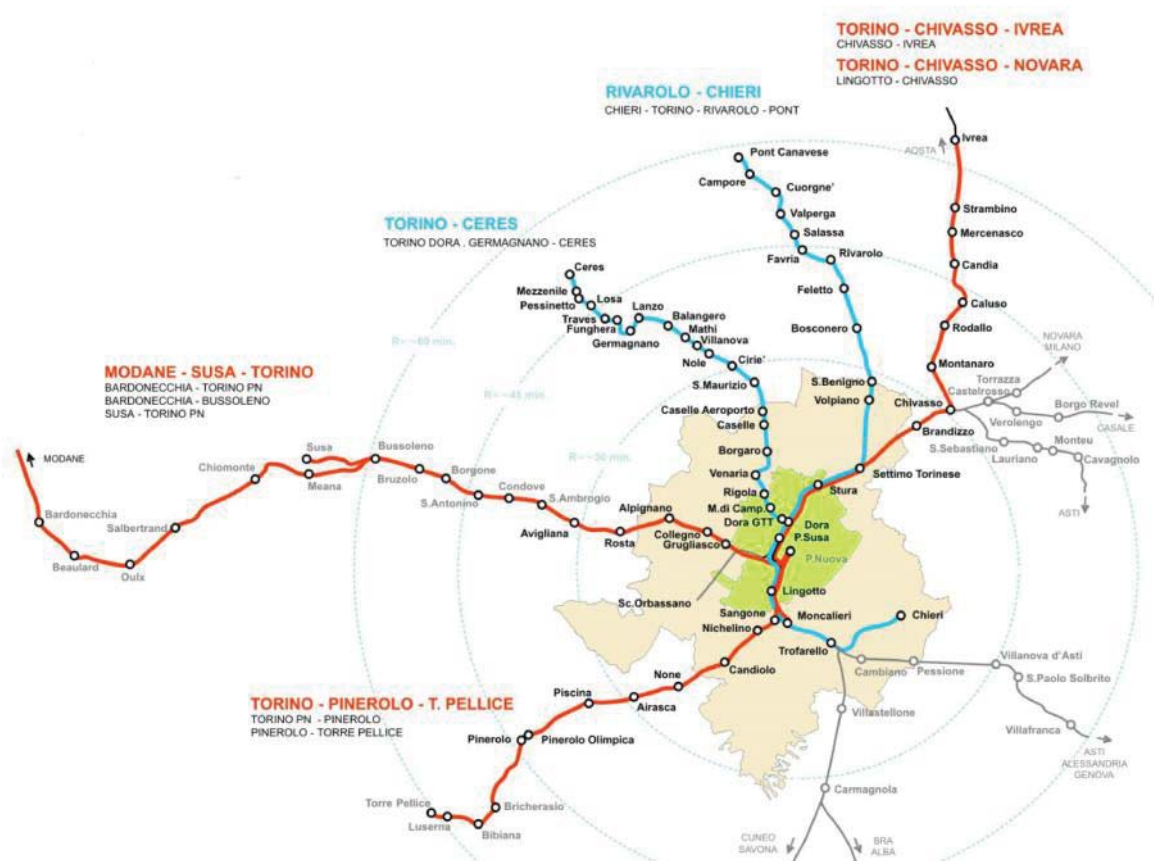 TORINO - CHIVASSO - IVREA
CHIVASSO - IVREA
TORINO - CHIVASSO - NOVARA
LINGOTTO - CHIVASSO
RIVAROLO - CHIERI
CHIERI - TORINO - RIVAROLO - PONT
TORINO - CERES
TORINO DORA . GERMAGNANO - CERES
MODANE - SUSA - TORINO
BARDONECCHIA - TORINO PN
BARDONECCHIA - BUSSOLENO
SUSA - TORINO PN
TORINO - PINEROLO - T. PELLICE
TORINO PN - PINEROLO
PINEROLO - TORRE PELLICE
AOSTA
Ivrea
Strambino
Mercenasco
Candia
Caluso
Rodallo
Montanaro
Chivasso
Brandizzo
Settimo Torinese
Stura
NOVARA
MILANO
Torrazza
Castelrosso
Borgo Revel
Verolengo
CASALE
S.Sebastiano
Lauriano
Monteu
Cavagnolo
ASTI
Pont Canavese
Campore
Cuorgne'
Valperga
Salassa
Favria
Rivarolo
Feletto
Bosconero
S.Benigno
Volpiano
Ceres
Mezzenile
Pessinetto
Losa
Traves
Funghera
Germagnano
Lanzo
Balangero
Mathi
Villanova
Nole
Cirie'
S.Maurizio
Caselle Aeroporto
Caselle
Borgaro
Venaria
Rigola
M.di Camp.
Dora GTT
Dora
P.Susa
P.Nuova
Lingotto
R= ~60 min.
R= ~45 min.
R= ~30 min.
MODANE
Bardonecchia
Beaulard
Oulx
Salbertrand
Chiomonte
Susa
Meana
Bussoleno
Bruzolo
Borgone
S.Antonino
Condove
S.Ambrogio
Avigliana
Rosta
Alpignano
Collegno
Grugliasco
Sc.Orbassano
Sangone
Moncalieri
Nichelino
Trofarello
Chieri
Candiolo
None
Airasca
Piscina
Pinerolo Olimpica
Pinerolo
Bricherasio
Bibiana
Luserna
Torre Pellice
Cambiano
Pessione
Villanova d'Asti
S.Paolo Solbrito
Villafranca
ASTI
ALESSANDRIA
GENOVA
Villastellone
Carmagnola
CUNEO
SAVONA
BRA
ALBA